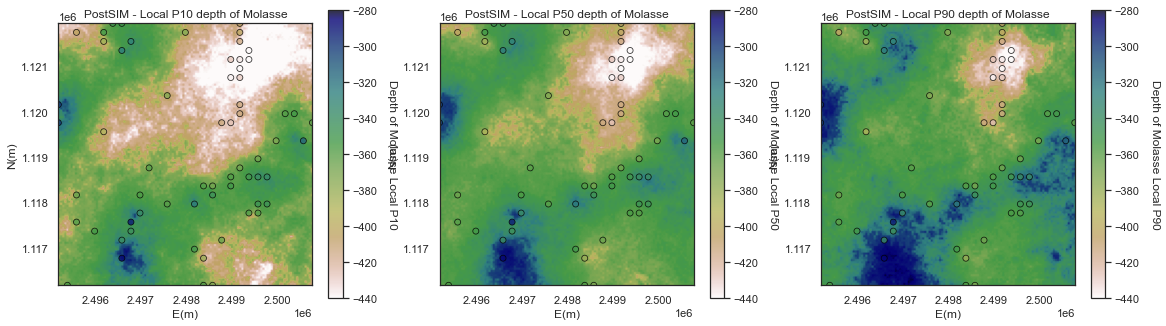 PostSIM - Local P10 depth of Molasse
1e6
1.121
1.120
1.119
1.118
1.117
N(m)
2.496 2.497 2.498 2.499 2.500
E(m)
1e6
−280
−300
−320
−340
−360
−380
−400
−420
−440
Depth of Molasse Local P10
PostSIM - Local P50 depth of Molasse
1e6
1.121
1.120
1.119
1.118
1.117
2.496 2.497 2.498 2.499 2.500
E(m)
1e6
−280
−300
−320
−340
−360
−380
−400
−420
−440
Depth of Molasse Local P50
PostSIM - Local P90 depth of Molasse
1e6
1.121
1.120
1.119
1.118
1.117
2.496 2.497 2.498 2.499 2.500
E(m)
1e6
−280
−300
−320
−340
−360
−380
−400
−420
−440
Depth of Molasse Local P90